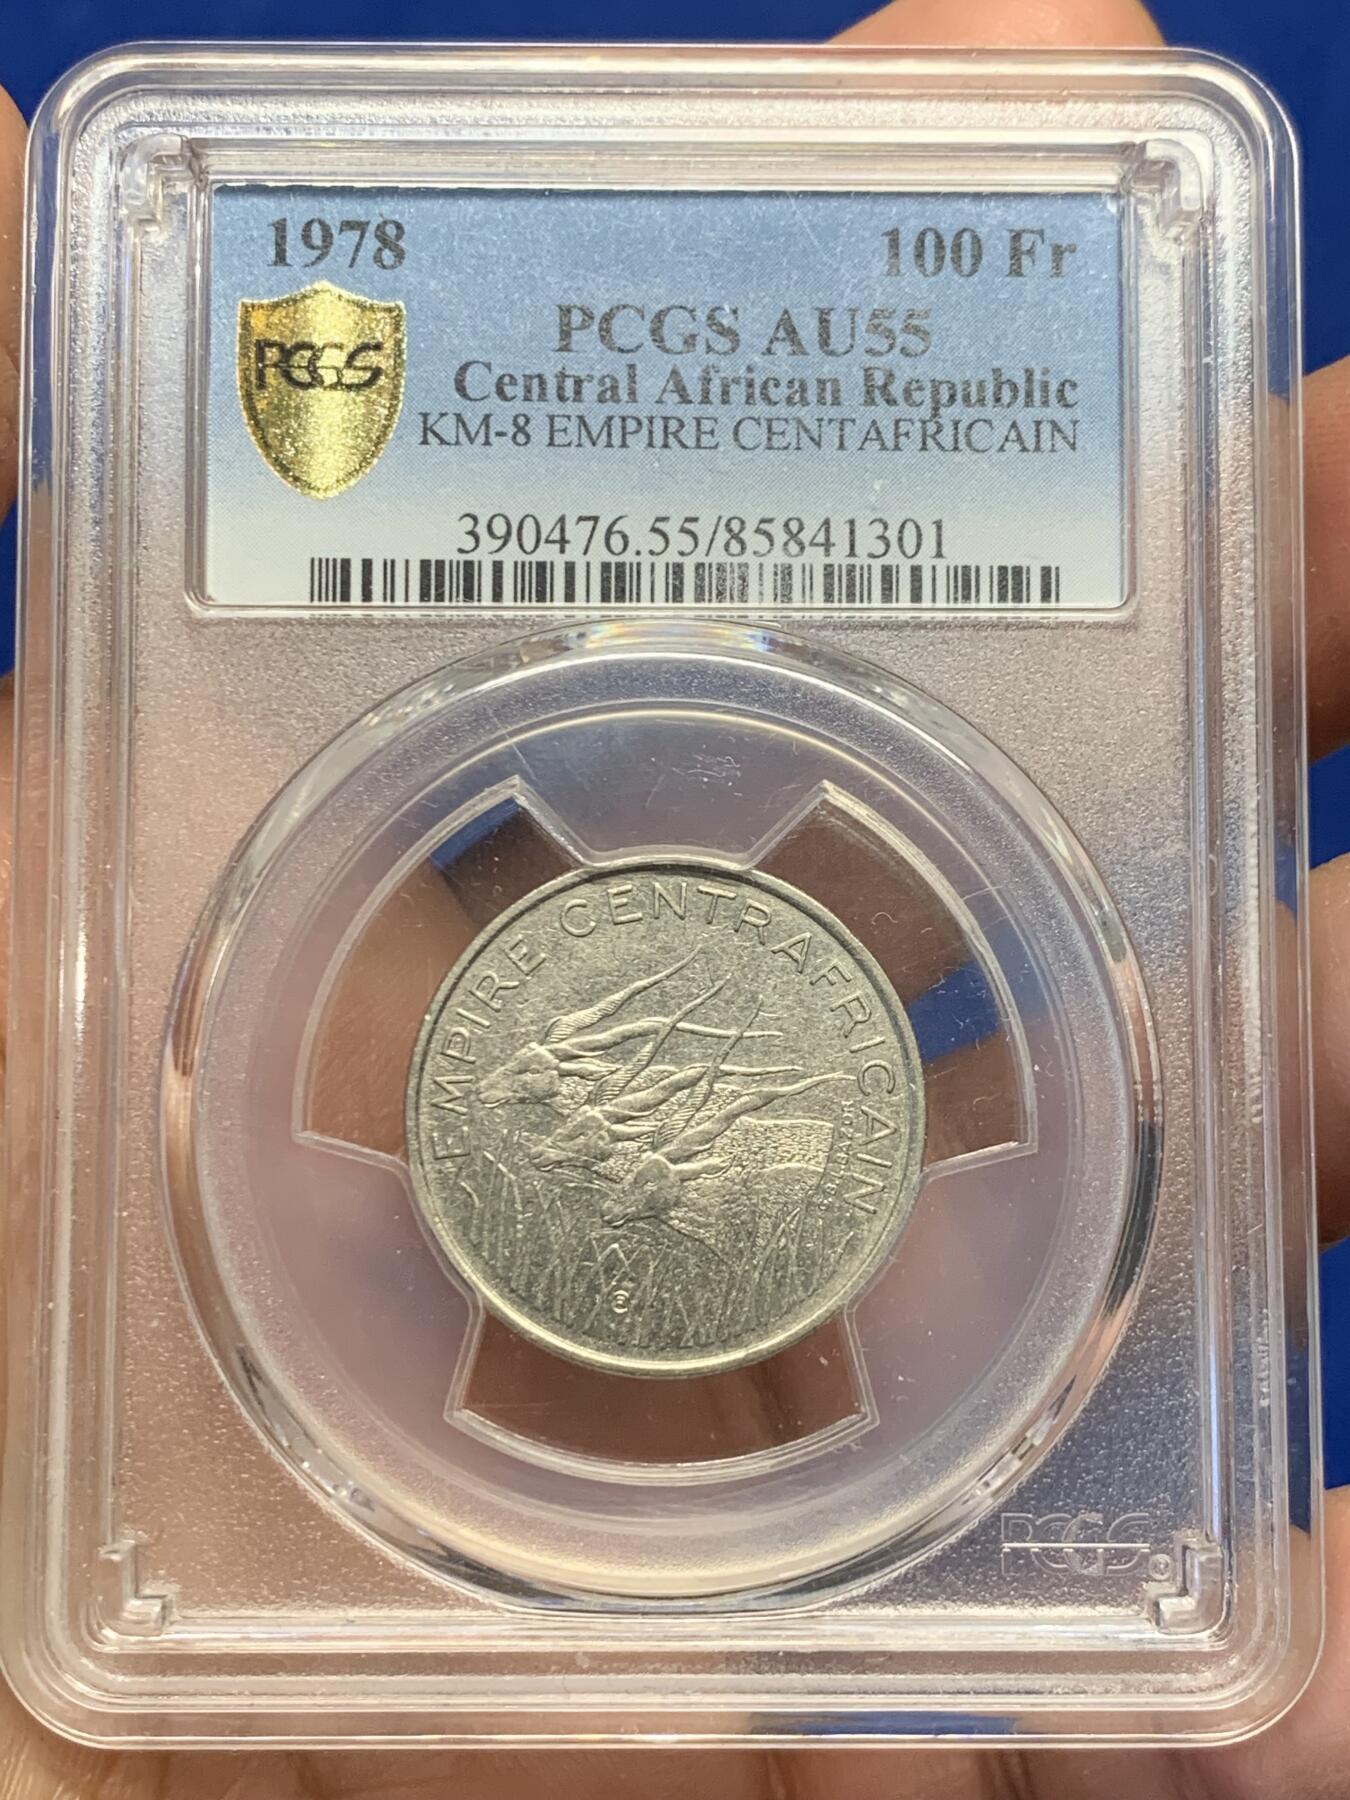 1978
100 Fr
PCGS
PCGS AU55
Central African Republic
KM-8 EMPIRE CENTAFRICAIN
390476.55/85841301
EMPIRE CENTRAFRICAIN
PCGS